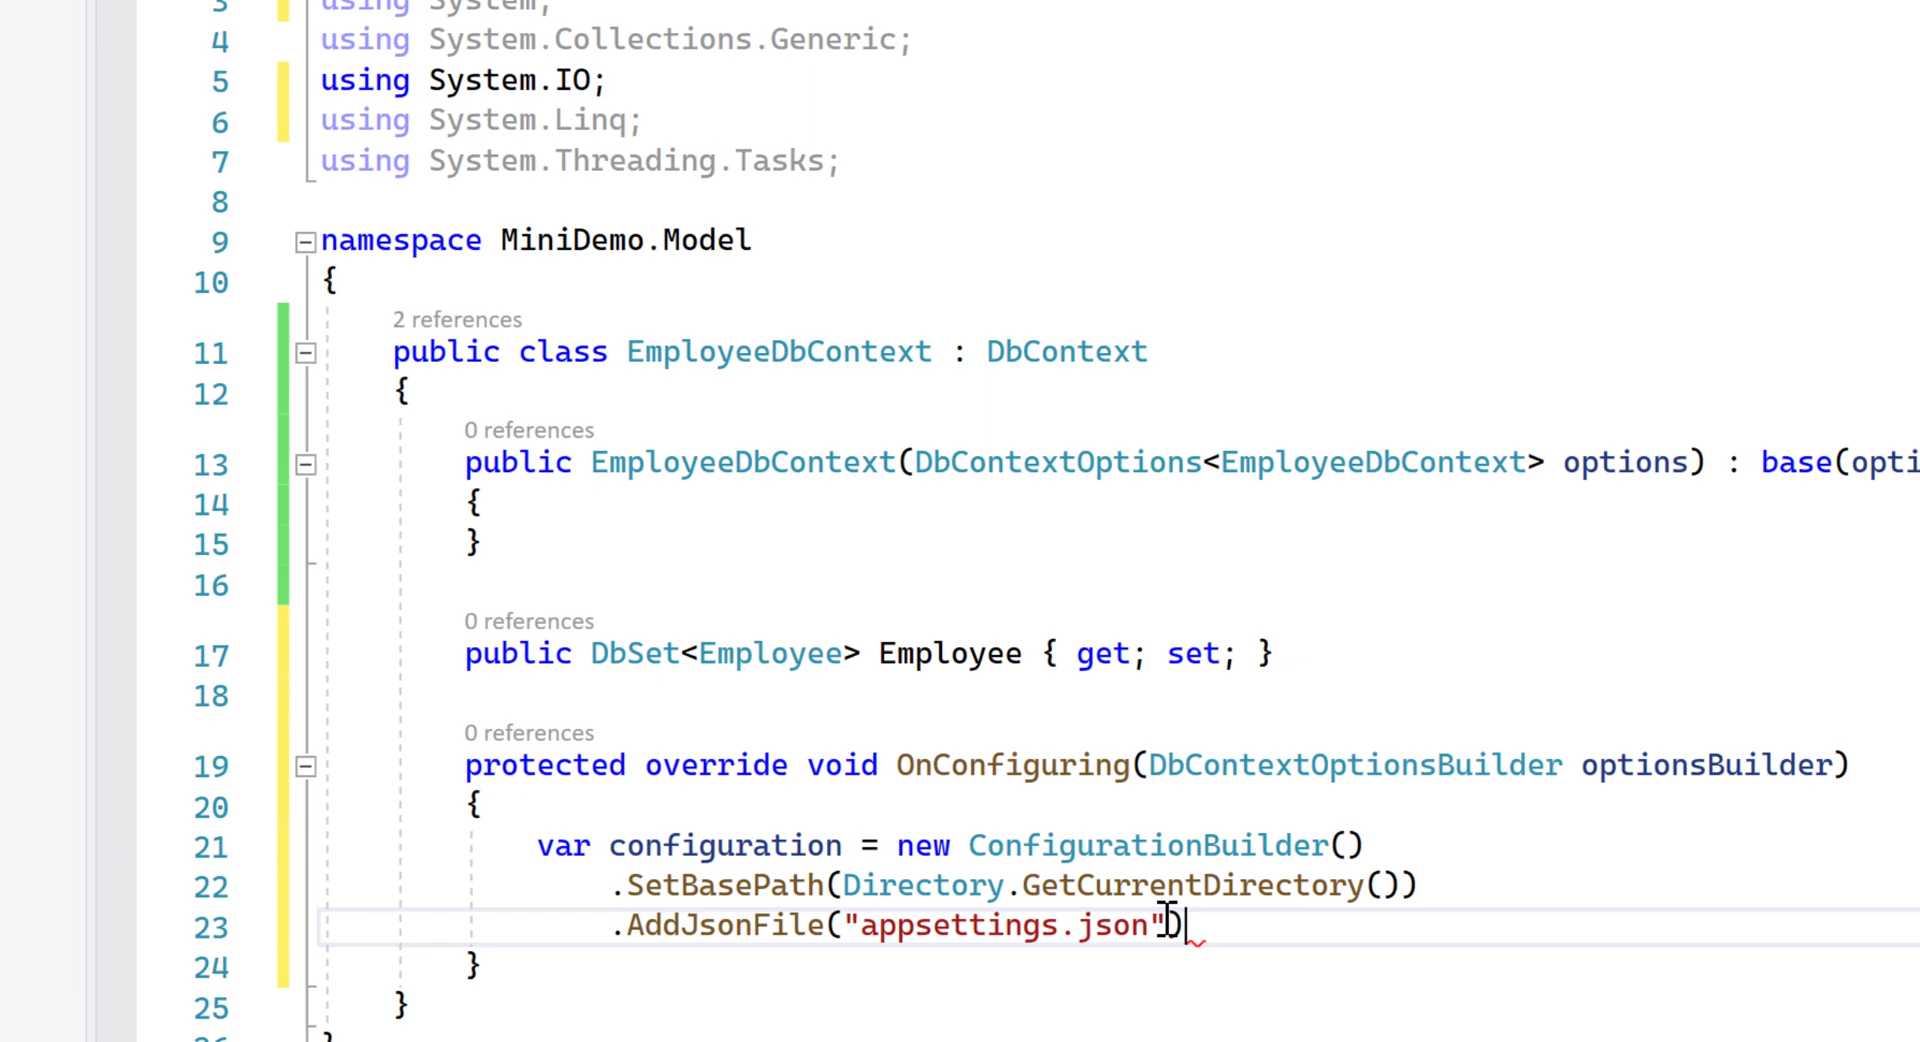 3 using System;
4 using System.Collections.Generic;
5 using System.IO;
6 using System.Linq;
7 using System.Threading.Tasks;
8
9 namespace MiniDemo.Model
10 {
2 references
11 public class EmployeeDbContext : DbContext
12 {
0 references
13 public EmployeeDbContext(DbContextOptions<EmployeeDbContext> options) : base(opti
14 {
15 }
16
0 references
17 public DbSet<Employee> Employee { get; set; }
18
0 references
19 protected override void OnConfiguring(DbContextOptionsBuilder optionsBuilder)
20 {
21 var configuration = new ConfigurationBuilder()
22 .SetBasePath(Directory.GetCurrentDirectory())
23 .AddJsonFile("appsettings.json")
24 }
25 }
26 }